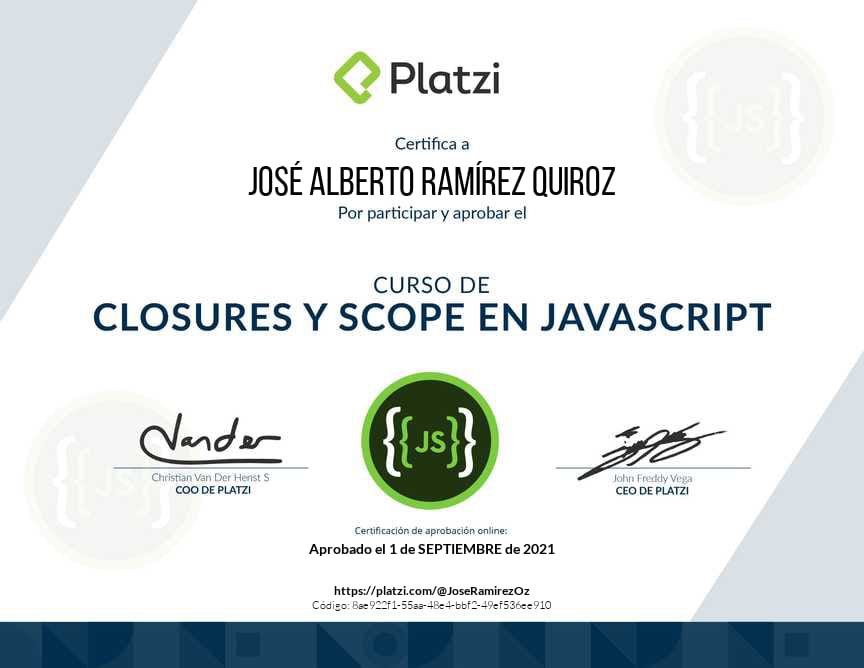 Platzi
Certifica a
JOSÉ ALBERTO RAMÍREZ QUIROZ
Por participar y aprobar el
CURSO DE
CLOSURES Y SCOPE EN JAVASCRIPT
{{JS}}
Christian Van Der Henst S
COO DE PLATZI
John Freddy Vega
CEO DE PLATZI
Certificación de aprobación online:
Aprobado el 1 de SEPTIEMBRE de 2021
https://platzi.com/@JoseRamirezOz
Código: 8ae922f1-55aa-48e4-bbf2-49ef536ee910